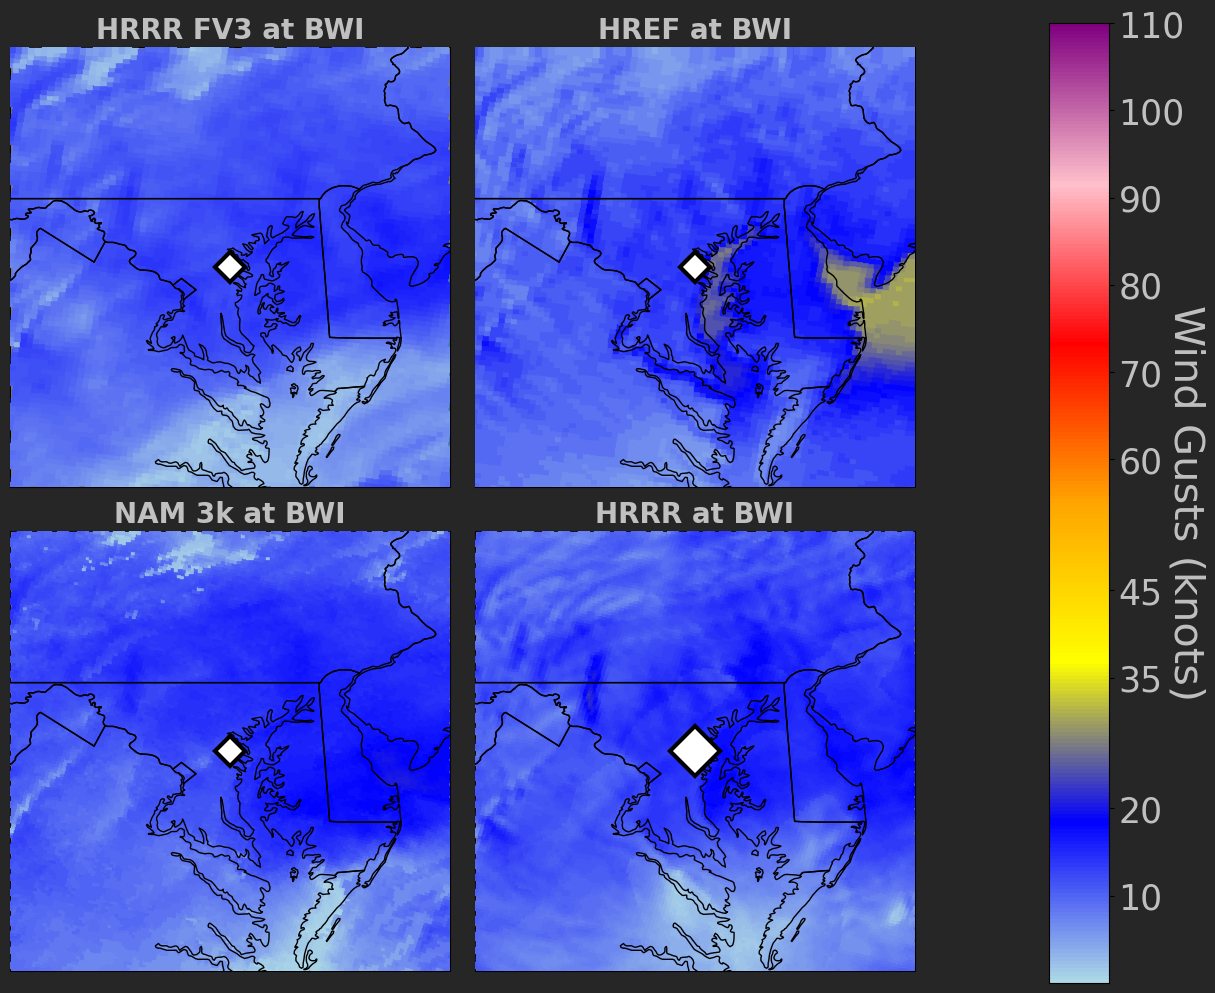 HRRR FV3 at BWI
HREF at BWI
NAM 3k at BWI
HRRR at BWI
110
100
90
80
70
60
45
35
20
10
Wind Gusts (knots)